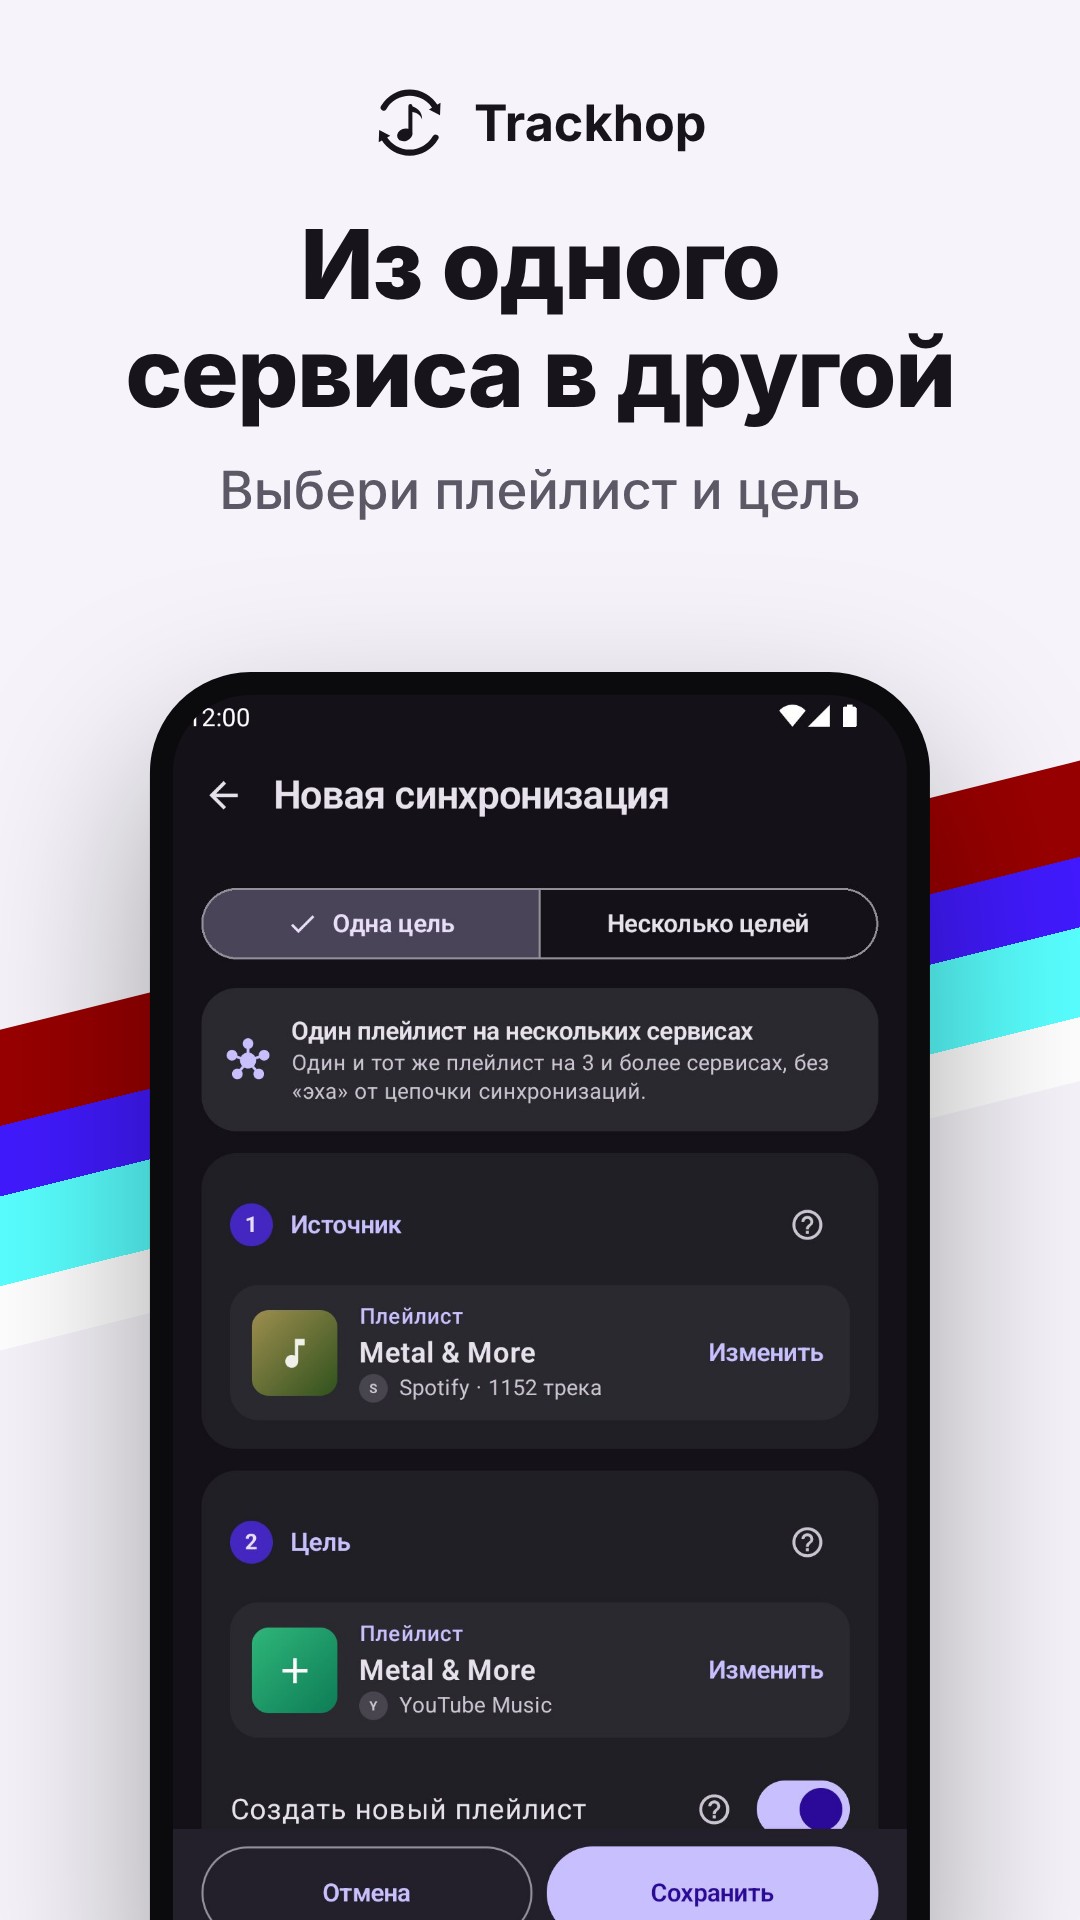 Trackhop
Из одного
сервиса в другой
Выбери плейлист и цель
12:00
Новая синхронизация
Одна цель
Несколько целей
Один плейлист на нескольких сервисах
Один и тот же плейлист на 3 и более сервисах, без
«эха» от цепочки синхронизаций.
1 Источник
Плейлист
Metal & More
Изменить
S Spotify · 1152 трека
2 Цель
Плейлист
Metal & More
Изменить
Y YouTube Music
Создать новый плейлист
Отмена
Сохранить